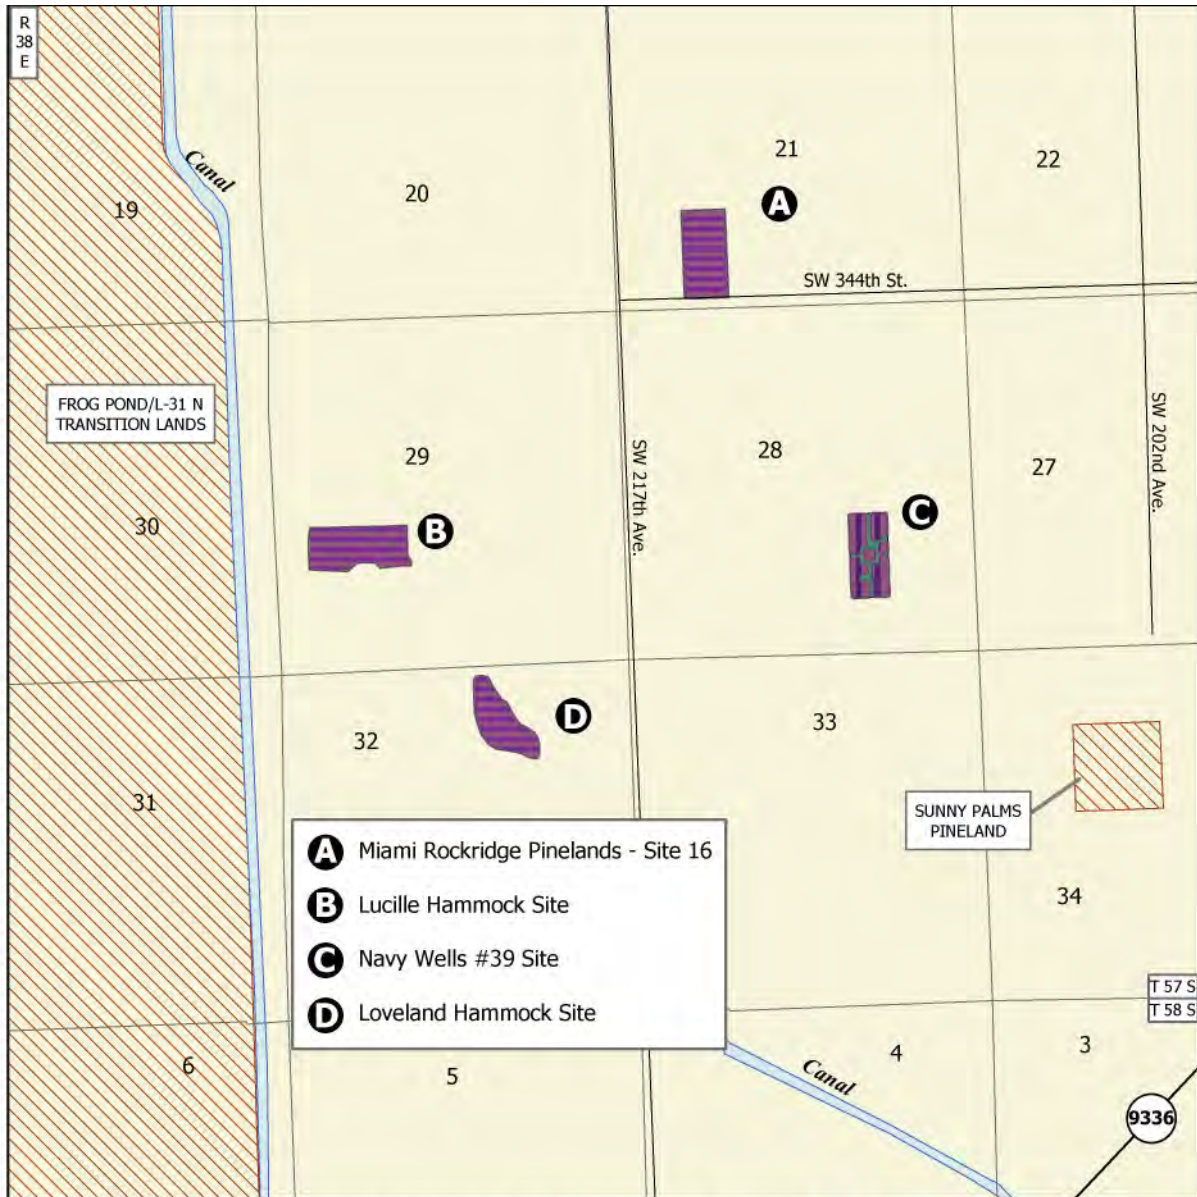 R
38
E
Canal
19
20
21
22
A
SW 344th St.
FROG POND/L-31 N
TRANSITION LANDS
29
28
27
SW 217th Ave.
SW 202nd Ave.
30
B
C
32
D
33
31
SUNNY PALMS
PINELAND
34
A Miami Rockridge Pinelands - Site 16
B Lucille Hammock Site
C Navy Wells #39 Site
D Loveland Hammock Site
T 57 S
T 58 S
6
5
4
3
Canal
9336